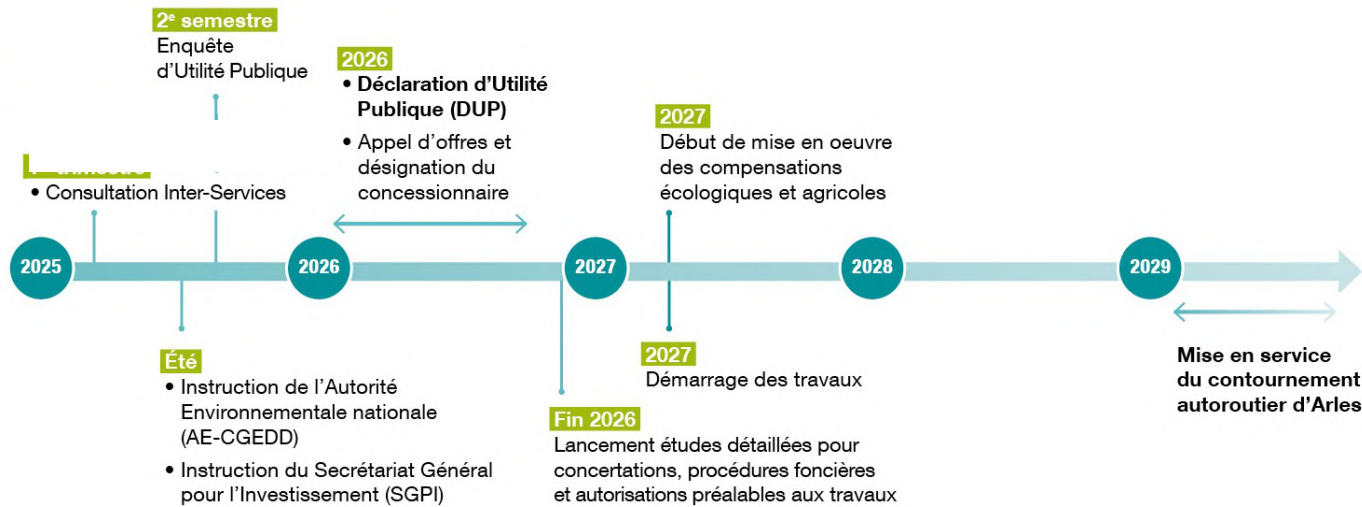 2e semestre
Enquête
d'Utilité Publique
2026
• Déclaration d'Utilité
Publique (DUP)
• Appel d'offres et
désignation du
concessionnaire
2027
Début de mise en oeuvre
des compensations
écologiques et agricoles
• Consultation Inter-Services
2025
2026
2027
2028
2029
Été
• Instruction de l'Autorité
Environnementale nationale
(AE-CGEDD)
• Instruction du Secrétariat Général
pour l'Investissement (SGPI)
Fin 2026
Lancement études détaillées pour
concertations, procédures foncières
et autorisations préalables aux travaux
2027
Démarrage des travaux
Mise en service
du contournement
autoroutier d'Arles